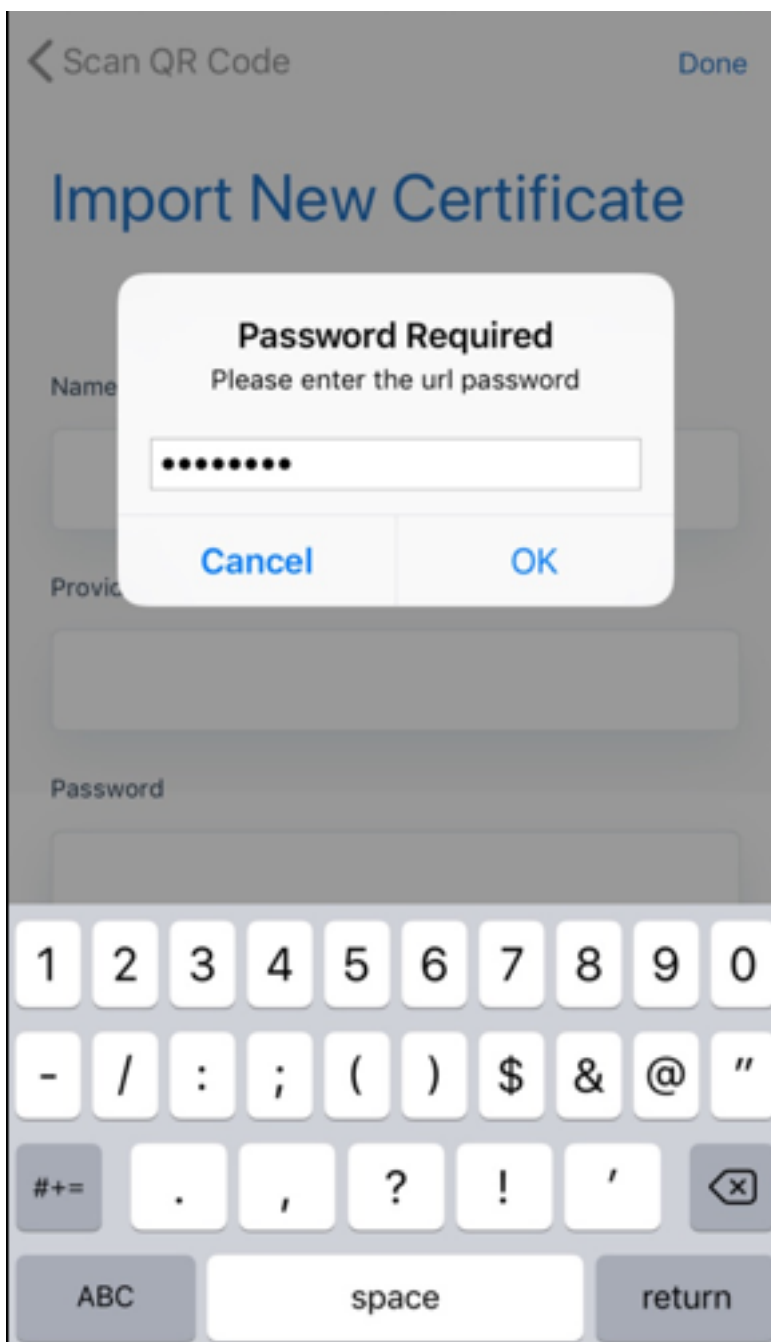 Scan QR Code Done
Import New Certificate
Password Required
Please enter the url password
Name
••••••••
Cancel OK
Provic
Password
1 2 3 4 5 6 7 8 9 0
- / : ; ( ) $ & @ "
#+= . , ? ! '
ABC space return